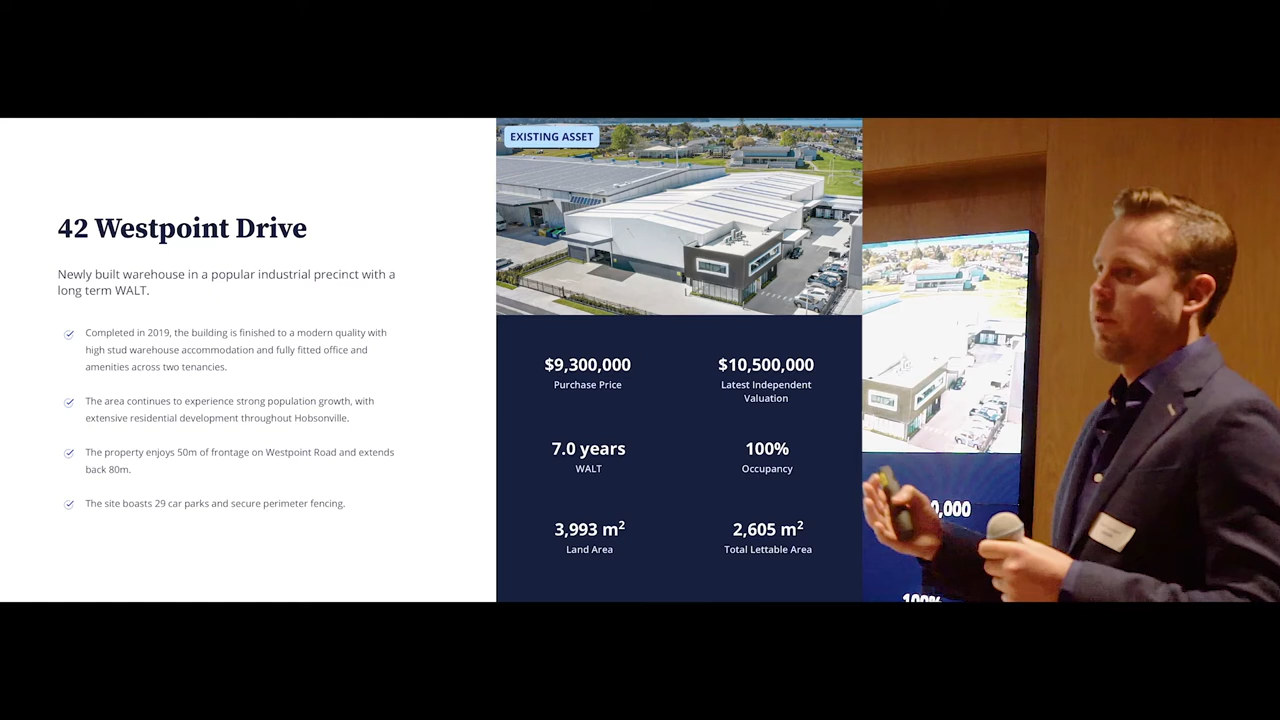 42 Westpoint Drive
Newly built warehouse in a popular industrial precinct with a
long term WALT.
Completed in 2019, the building is finished to a modern quality with
high stud warehouse accommodation and fully fitted office and
amenities across two tenancies.
The area continues to experience strong population growth, with
extensive residential development throughout Hobsonville.
The property enjoys 50m of frontage on Westpoint Road and extends
back 80m.
The site boasts 29 car parks and secure perimeter fencing.
EXISTING ASSET
$9,300,000
Purchase Price
$10,500,000
Latest Independent
Valuation
7.0 years
WALT
100%
Occupancy
3,993 m²
Land Area
2,605 m²
Total Lettable Area
0,000
100%